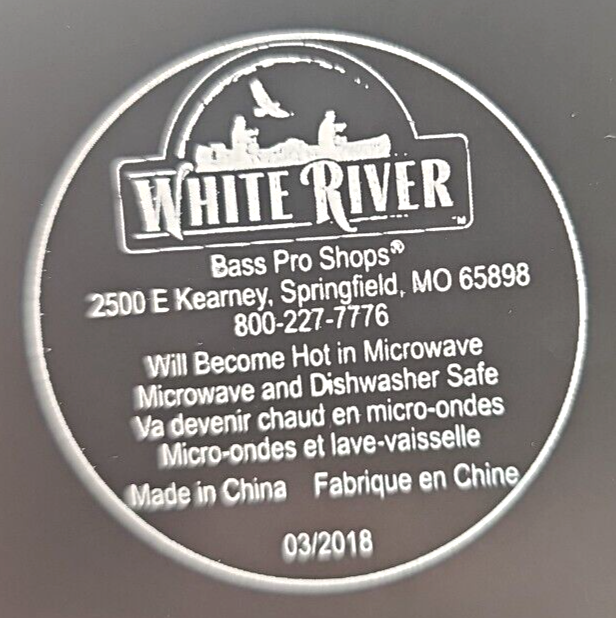 WHITE RIVER™
Bass Pro Shops®
2500 E Kearney, Springfield, MO 65898
800-227-7776
Will Become Hot in Microwave
Microwave and Dishwasher Safe
Va devenir chaud en micro-ondes
Micro-ondes et lave-vaisselle
Made in China Fabrique en Chine
03/2018